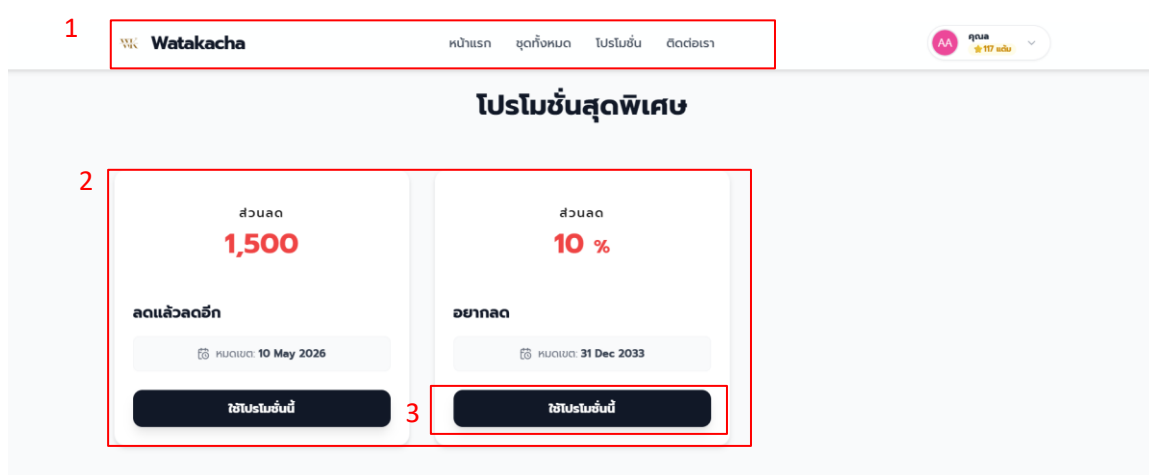 1
WK Watakacha หน้าแรก ชุดทั้งหมด โปรโมชั่น ติดต่อเรา AA คุณล
117 แต้ม
โปรโมชั่นสุดพิเศษ
2
ส่วนลด ส่วนลด
1,500 10 %
ลดแล้วลดอีก อยากลด
หมดเขต: 10 May 2026 หมดเขต: 31 Dec 2033
ใช้โปรโมชั่นนี้ 3 ใช้โปรโมชั่นนี้